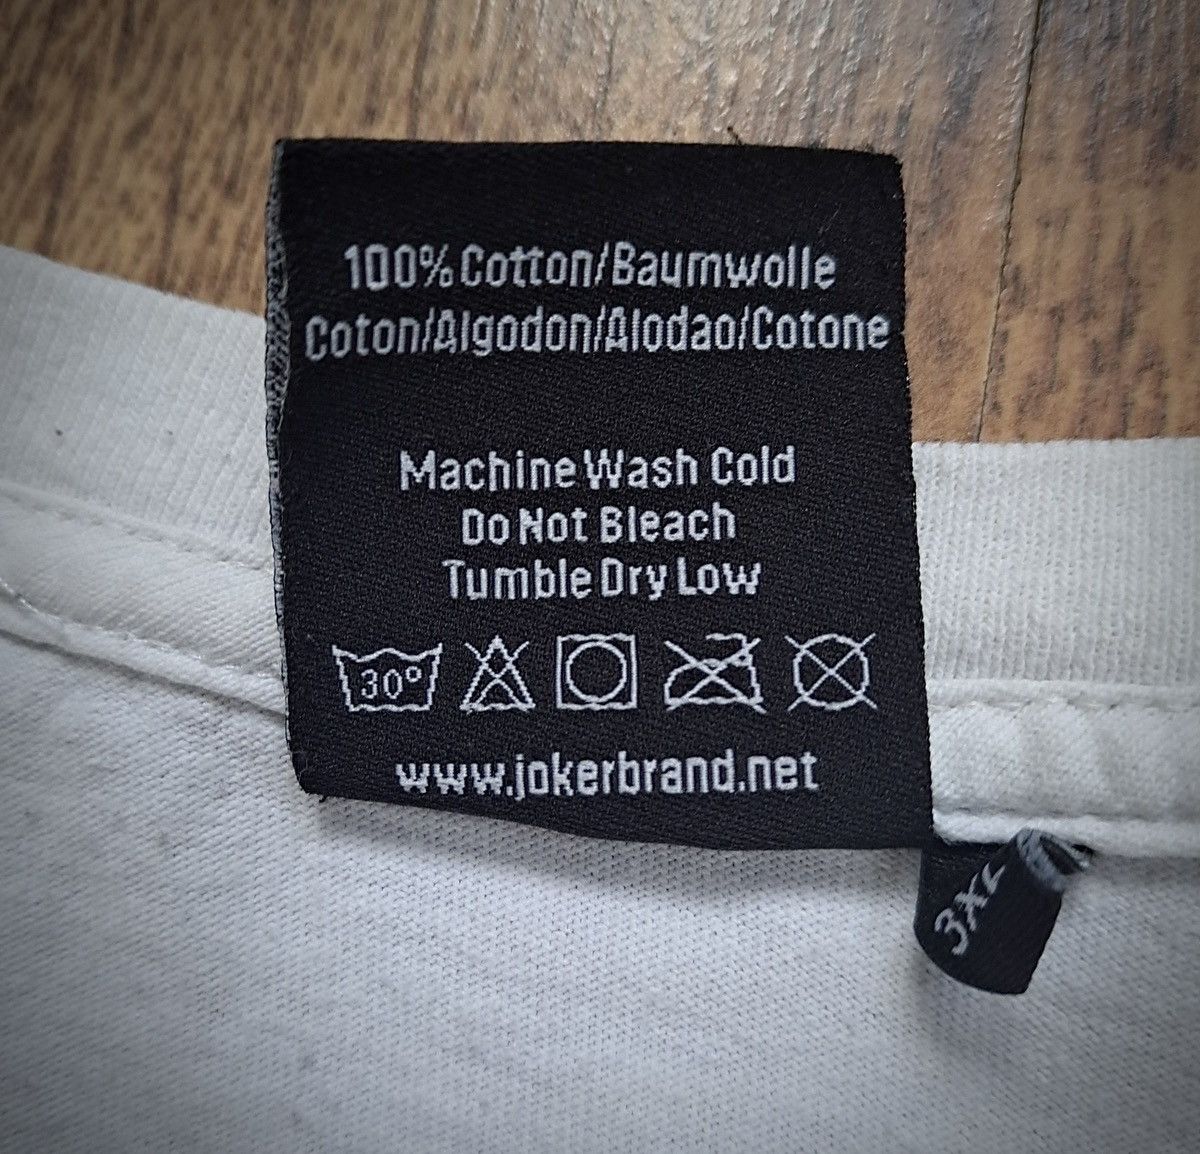 100% Cotton/Baumwolle
Coton/Algodon/Alodao/Cotone
Machine Wash Cold
Do Not Bleach
Tumble Dry Low
30°
www.jokerbrand.net
3XL